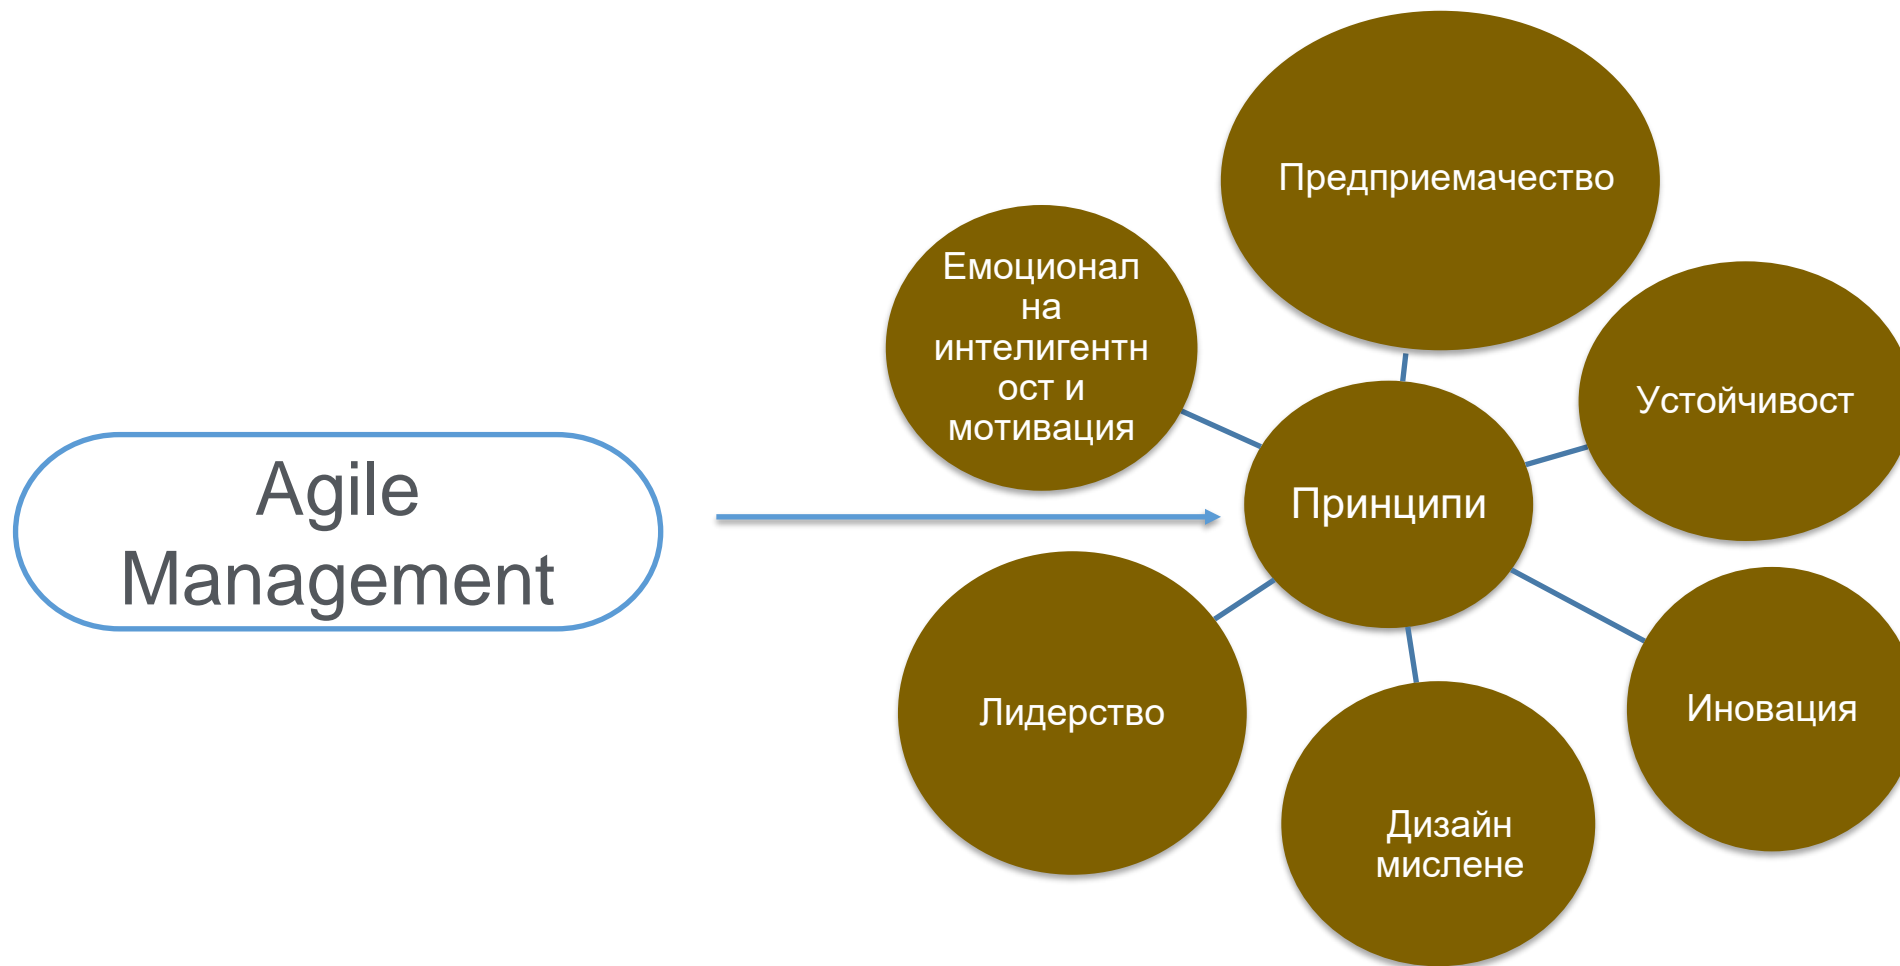 Agile
Management
Предприемачество
Емоционал
на
интелигентн
ост и
мотивация
Устойчивост
Принципи
Лидерство
Иновация
Дизайн
мислене